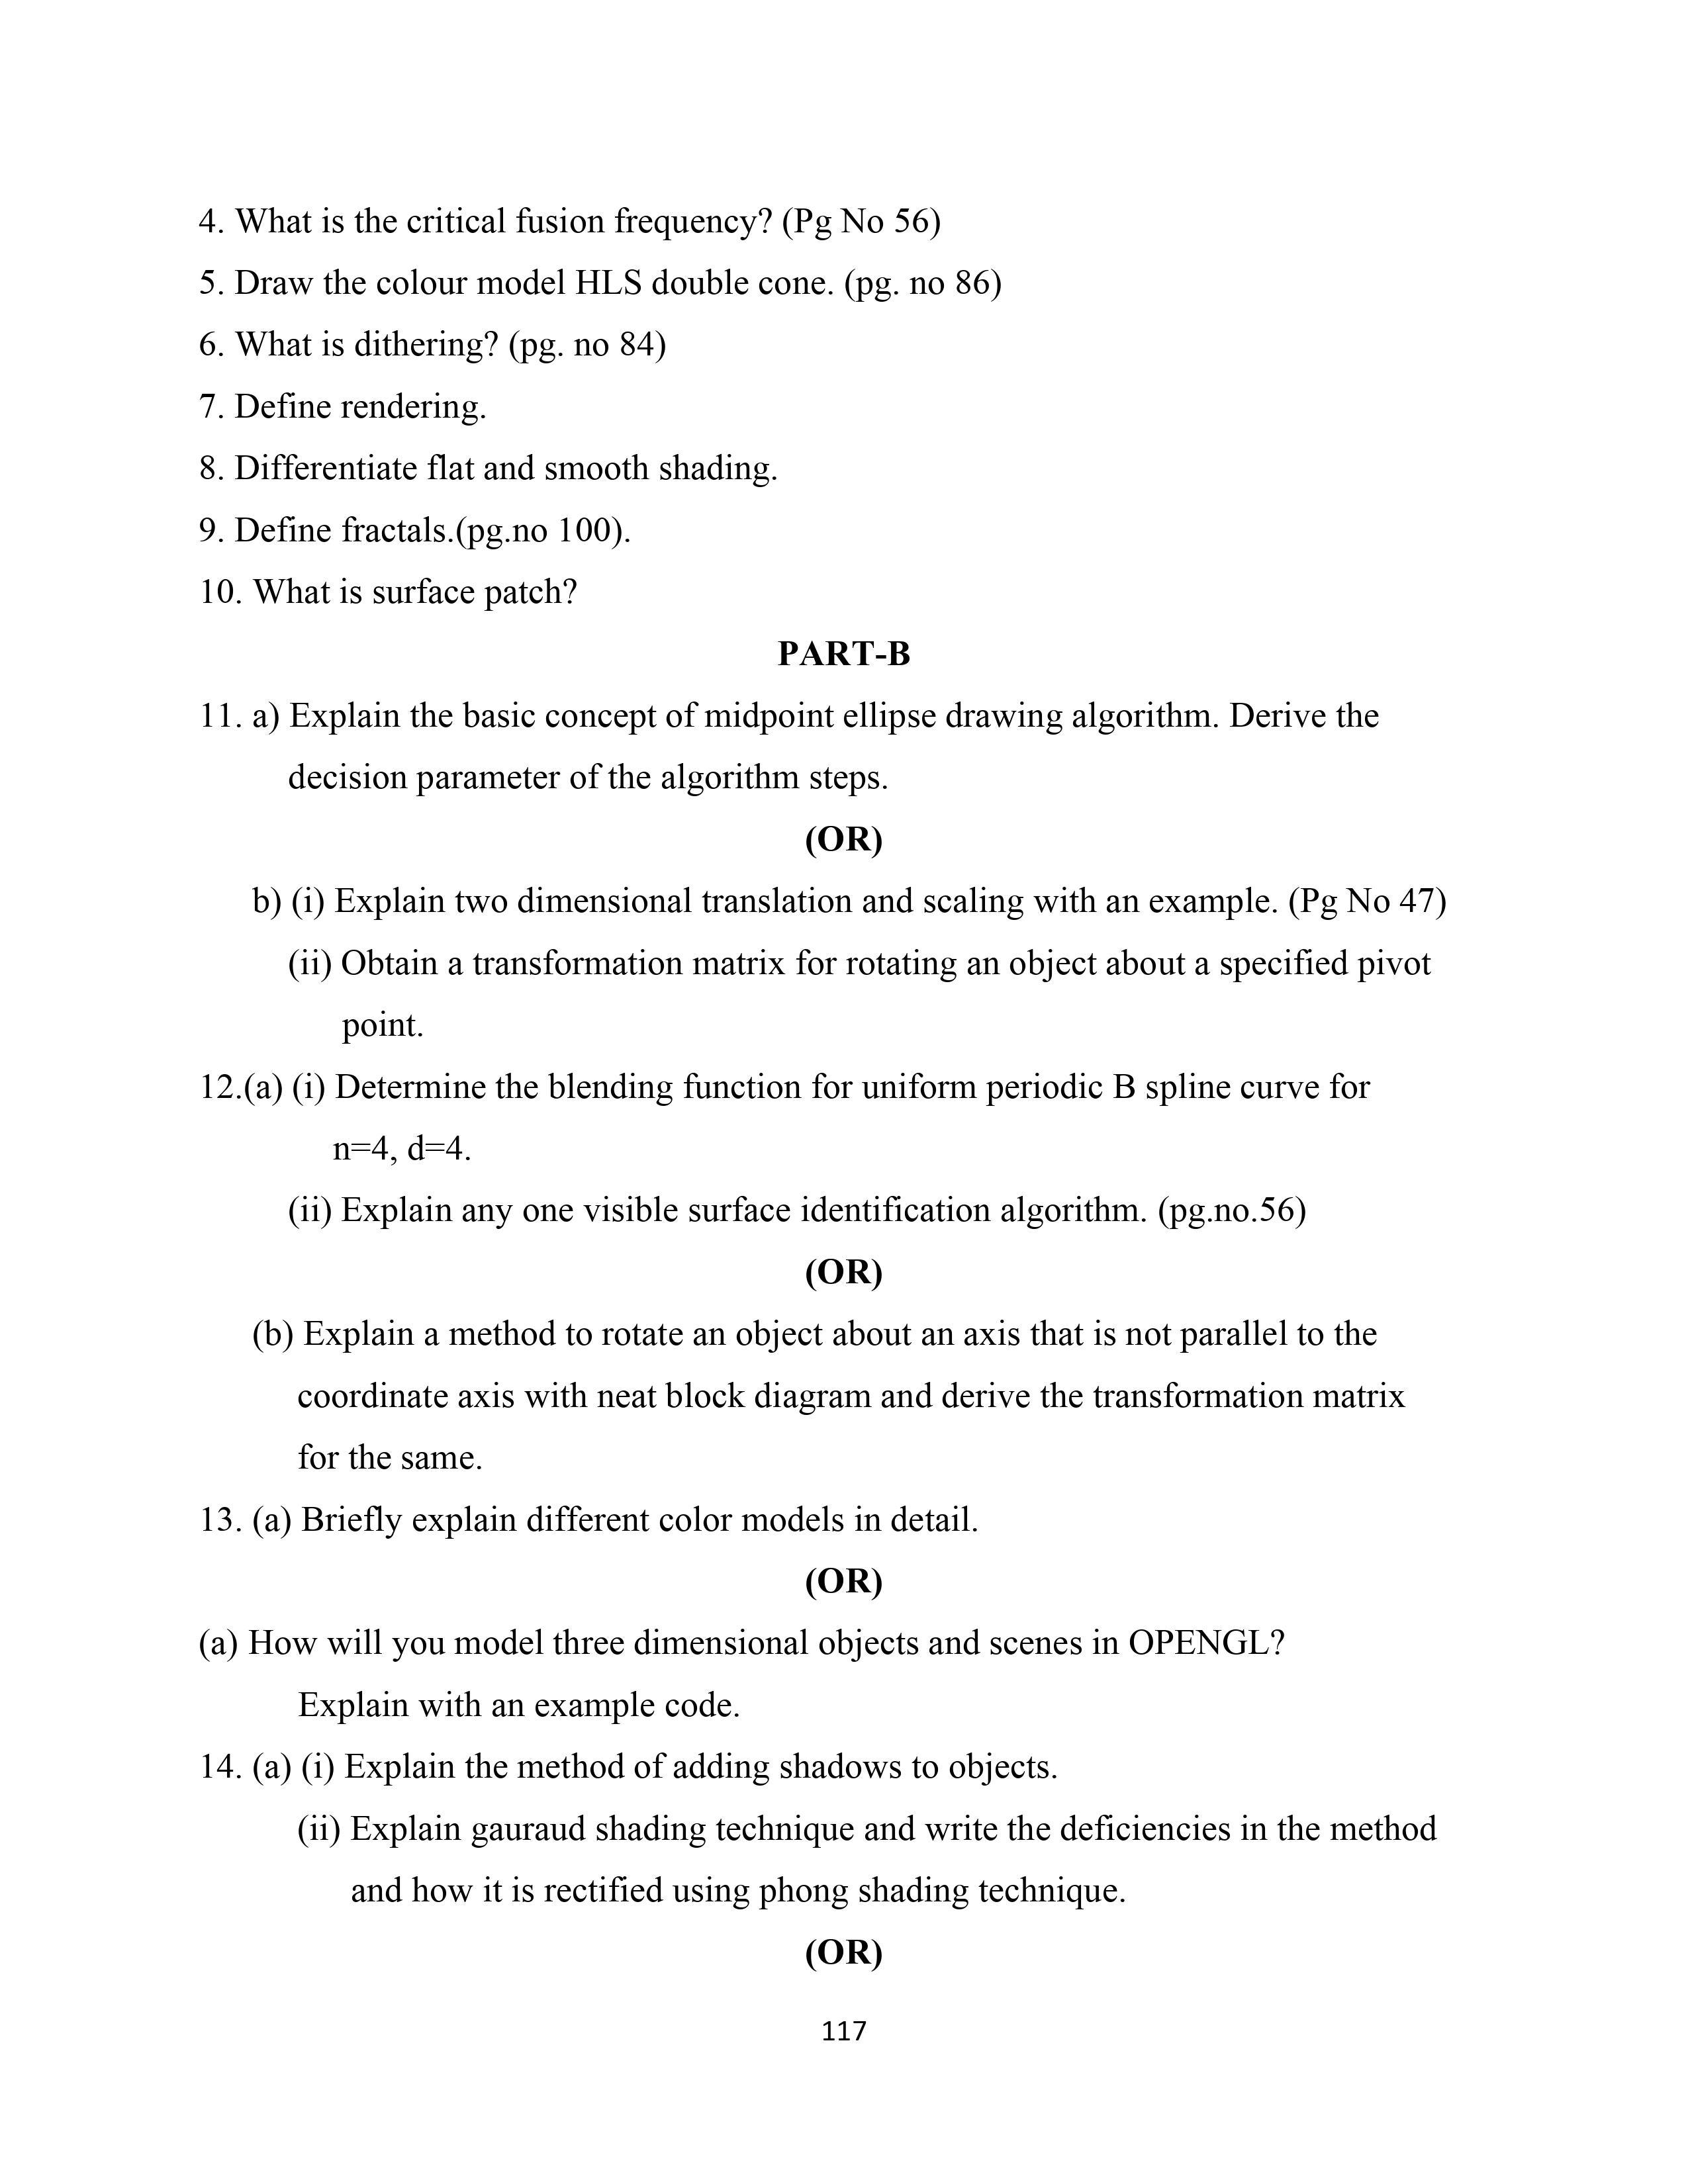 4. What is the critical fusion frequency? (Pg No 56)
5. Draw the colour model HLS double cone. (pg. no 86)
6. What is dithering? (pg. no 84)
7. Define rendering.
8. Differentiate flat and smooth shading.
9. Define fractals.(pg.no 100).
10. What is surface patch?
PART-B
11. a) Explain the basic concept of midpoint ellipse drawing algorithm. Derive the
decision parameter of the algorithm steps.
(OR)
b) (i) Explain two dimensional translation and scaling with an example. (Pg No 47)
(ii) Obtain a transformation matrix for rotating an object about a specified pivot
point.
12.(a) (i) Determine the blending function for uniform periodic B spline curve for
n=4, d=4.
(ii) Explain any one visible surface identification algorithm. (pg.no.56)
(OR)
(b) Explain a method to rotate an object about an axis that is not parallel to the
coordinate axis with neat block diagram and derive the transformation matrix
for the same.
13. (a) Briefly explain different color models in detail.
(OR)
(a) How will you model three dimensional objects and scenes in OPENGL?
Explain with an example code.
14. (a) (i) Explain the method of adding shadows to objects.
(ii) Explain gauraud shading technique and write the deficiencies in the method
and how it is rectified using phong shading technique.
(OR)
117